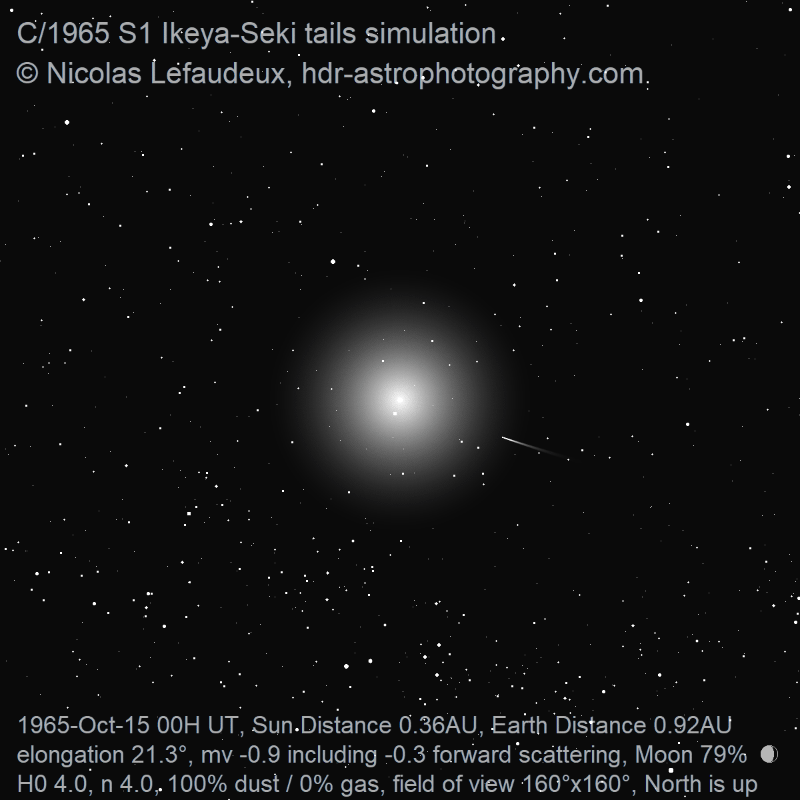 C/1965 S1 Ikeya-Seki tails simulation
© Nicolas Lefaudeux, hdr-astrophotography.com
1965-Oct-15 00H UT, Sun Distance 0.36AU, Earth Distance 0.92AU
elongation 21.3°, mv -0.9 including -0.3 forward scattering, Moon 79%
H0 4.0, n 4.0, 100% dust / 0% gas, field of view 160°x160°, North is up